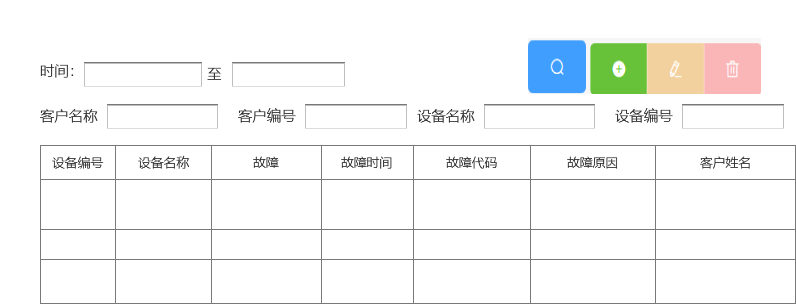 时间： 至
客户名称 客户编号 设备名称 设备编号
设备编号 设备名称 故障 故障时间 故障代码 故障原因 客户姓名